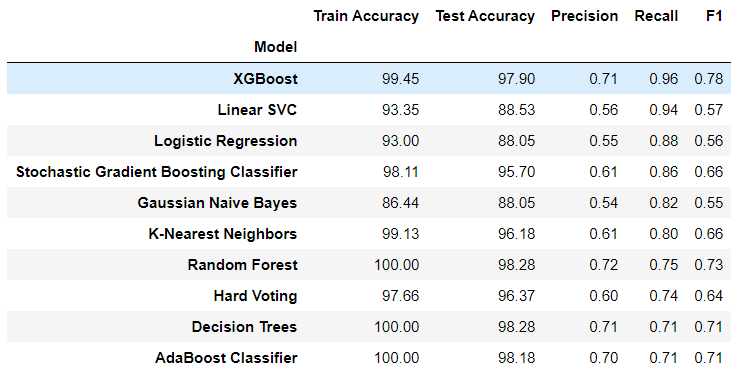 Train Accuracy Test Accuracy Precision Recall F1
Model
XGBoost 99.45 97.90 0.71 0.96 0.78
Linear SVC 93.35 88.53 0.56 0.94 0.57
Logistic Regression 93.00 88.05 0.55 0.88 0.56
Stochastic Gradient Boosting Classifier 98.11 95.70 0.61 0.86 0.66
Gaussian Naive Bayes 86.44 88.05 0.54 0.82 0.55
K-Nearest Neighbors 99.13 96.18 0.61 0.80 0.66
Random Forest 100.00 98.28 0.72 0.75 0.73
Hard Voting 97.66 96.37 0.60 0.74 0.64
Decision Trees 100.00 98.28 0.71 0.71 0.71
AdaBoost Classifier 100.00 98.18 0.70 0.71 0.71